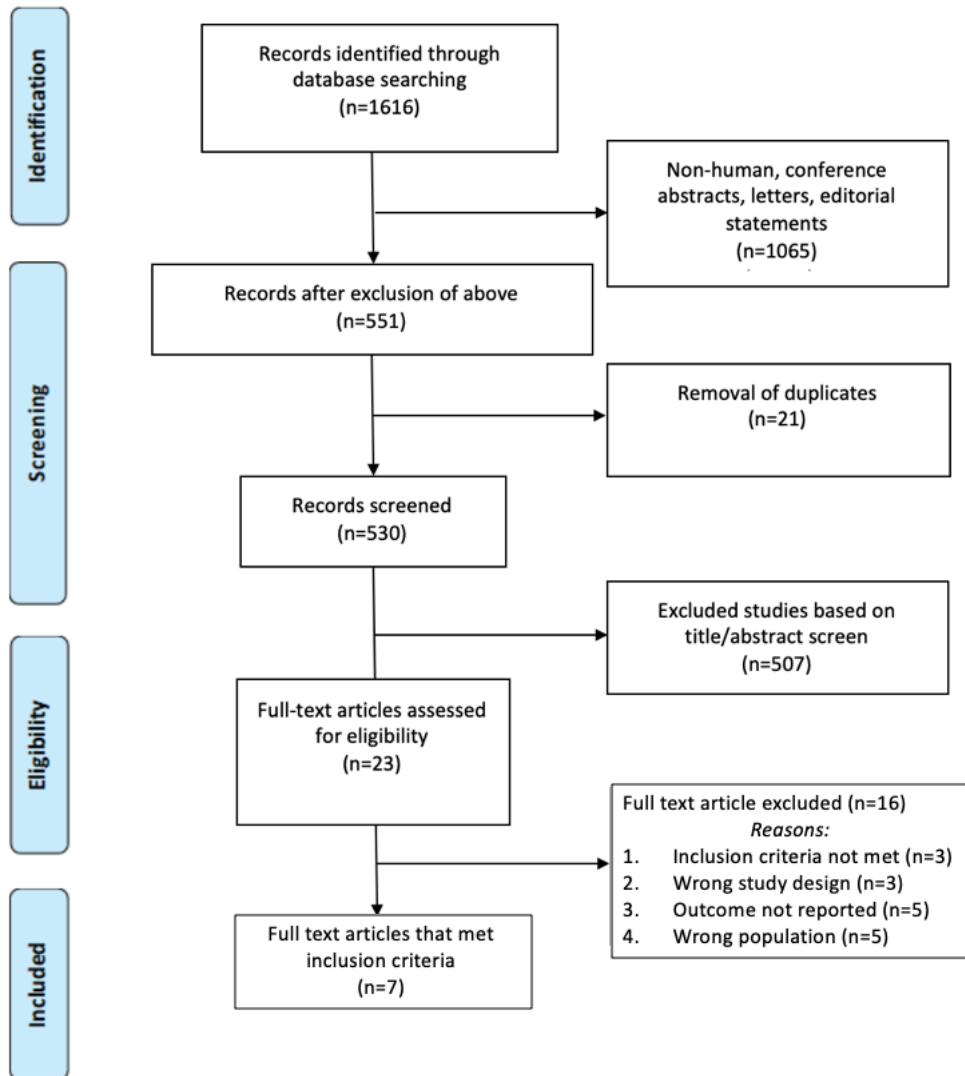 Identification
Records identified through
database searching
(n=1616)
Non-human, conference
abstracts, letters, editorial
statements
(n=1065)
Screening
Records after exclusion of above
(n=551)
Removal of duplicates
(n=21)
Records screened
(n=530)
Excluded studies based on
title/abstract screen
(n=507)
Eligibility
Full-text articles assessed
for eligibility
(n=23)
Full text article excluded (n=16)
Reasons:
1. Inclusion criteria not met (n=3)
2. Wrong study design (n=3)
3. Outcome not reported (n=5)
4. Wrong population (n=5)
Included
Full text articles that met
inclusion criteria
(n=7)